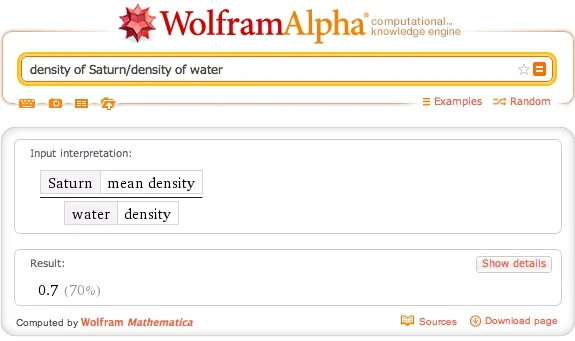 WolframAlpha® computational... knowledge engine
density of Saturn/density of water
Examples Random
Input interpretation:
Saturn mean density
water density
Result:
Show details
0.7 (70%)
Computed by Wolfram Mathematica
Sources Download page